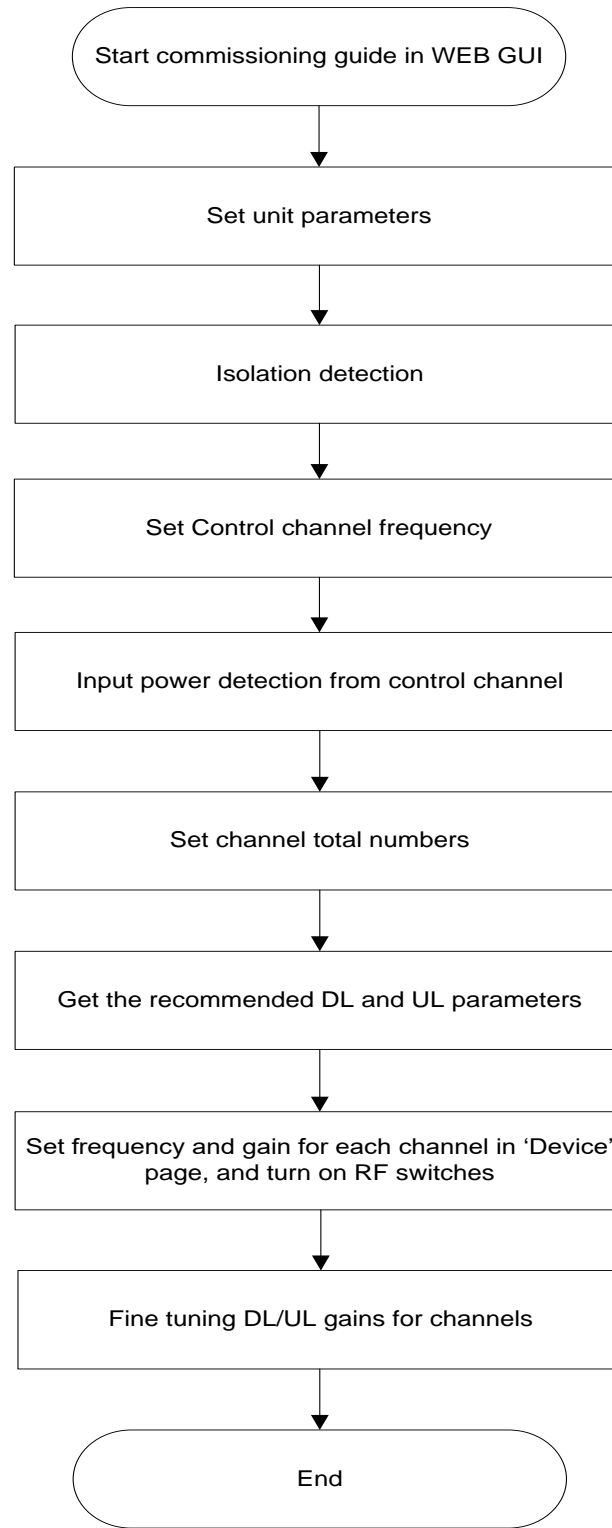 Start commissioning guide in WEB GUI
Set unit parameters
Isolation detection
Set Control channel frequency
Input power detection from control channel
Set channel total numbers
Get the recommended DL and UL parameters
Set frequency and gain for each channel in ‘Device’
page, and turn on RF switches
Fine tuning DL/UL gains for channels
End